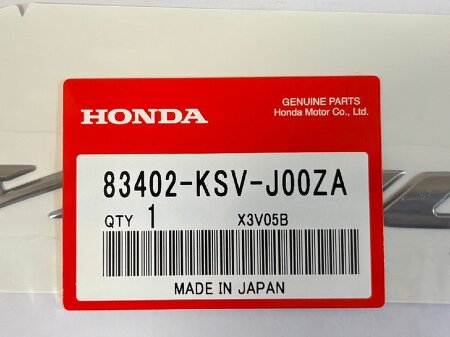 HONDA
GENUINE PARTS
Honda Motor Co., Ltd.
83402-KSV-J00ZA
QTY 1 X3V05B
MADE IN JAPAN